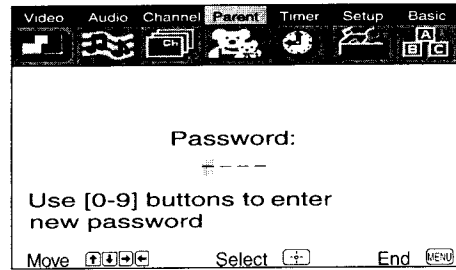 Video Audio Channel Parent Timer Setup Basic
Ch A B C
Password:
- - - -
Use [0-9] buttons to enter
new password
Move ↑ ↓ → ← Select End MENU